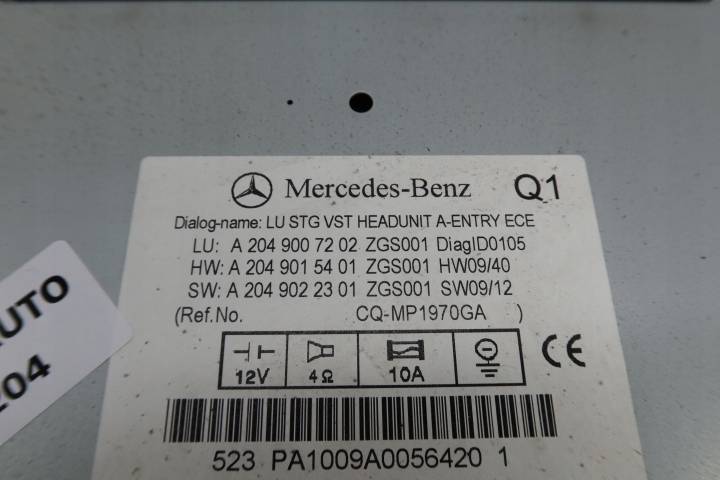 Mercedes-Benz Q1
Dialog-name: LU STG VST HEADUNIT A-ENTRY ECE
LU: A 204 900 72 02 ZGS001 DiagID0105
HW: A 204 901 54 01 ZGS001 HW09/40
SW: A 204 902 23 01 ZGS001 SW09/12
(Ref.No. CQ-MP1970GA )
12V 4Ω 10A
CE
523 PA1009A0056420 1
AUTO
204